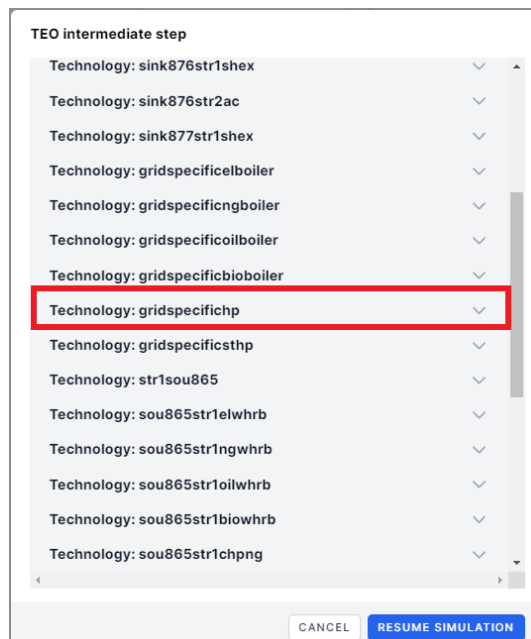 TEO intermediate step
Technology: sink876str1shex
Technology: sink876str2ac
Technology: sink877str1shex
Technology: gridspecificelboiler
Technology: gridspecificngboiler
Technology: gridspecificoilboiler
Technology: gridspecificbioboiler
Technology: gridspecifichp
Technology: gridspecificsthp
Technology: str1sou865
Technology: sou865str1elwhrb
Technology: sou865str1ngwhrb
Technology: sou865str1oilwhrb
Technology: sou865str1biowhrb
Technology: sou865str1chpng
CANCEL
RESUME SIMULATION